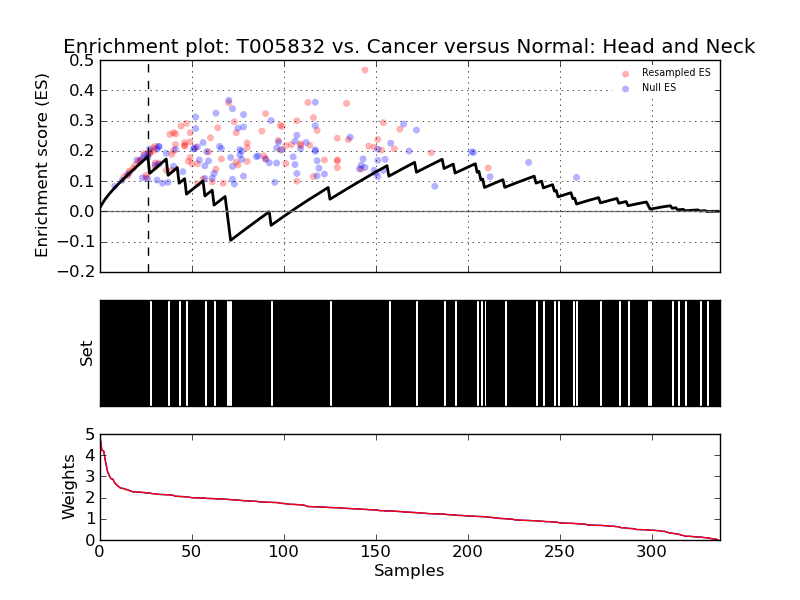 Enrichment plot: T005832 vs. Cancer versus Normal: Head and Neck
Enrichment score (ES)
0.5
0.4
0.3
0.2
0.1
0.0
−0.1
−0.2
Resampled ES
Null ES
Set
Weights
5
4
3
2
1
0
0 50 100 150 200 250 300
Samples